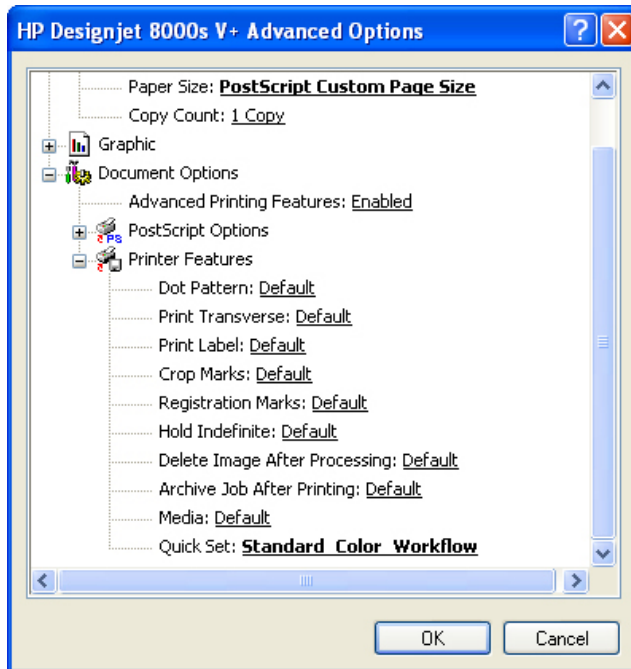 HP Designjet 8000s V+ Advanced Options
Paper Size: PostScript Custom Page Size
Copy Count: 1 Copy
Graphic
Document Options
Advanced Printing Features: Enabled
PS PostScript Options
Printer Features
Dot Pattern: Default
Print Transverse: Default
Print Label: Default
Crop Marks: Default
Registration Marks: Default
Hold Indefinite: Default
Delete Image After Processing: Default
Archive Job After Printing: Default
Media: Default
Quick Set: Standard_Color_Workflow
OK Cancel